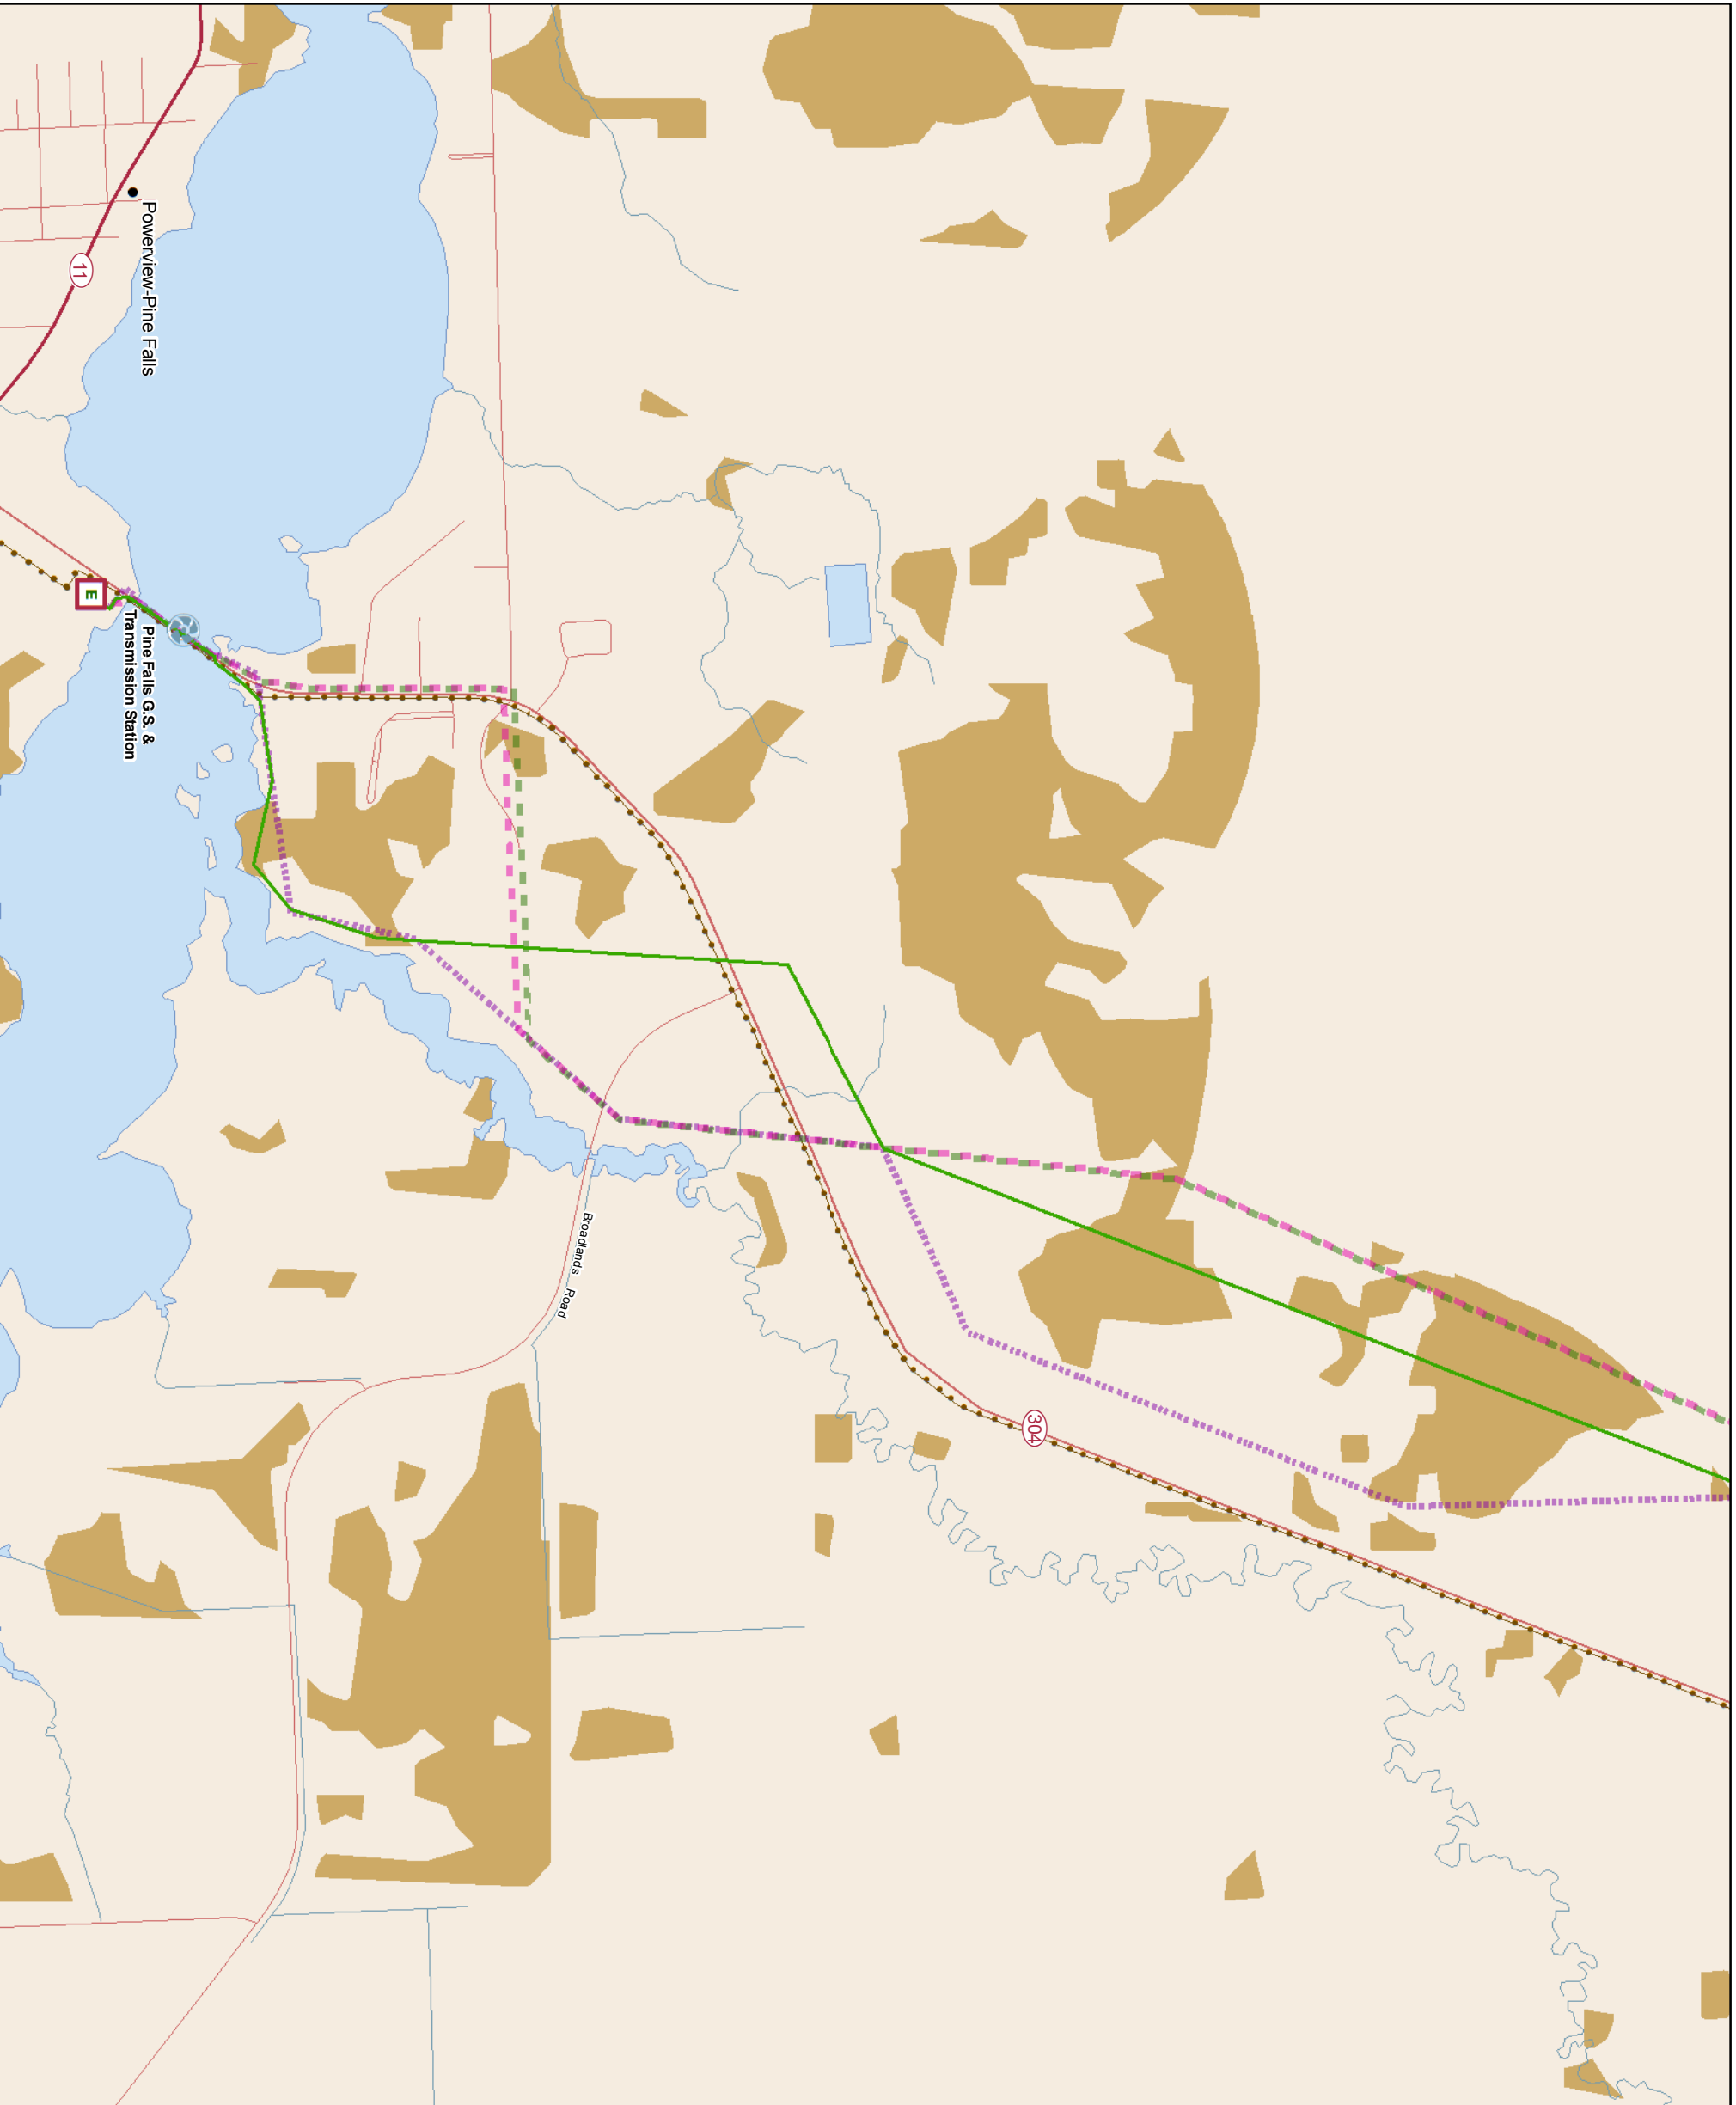 Powerview-Pine Falls
11
E
Pine Falls G.S. &
Transmission Station
Broadlands Road
304